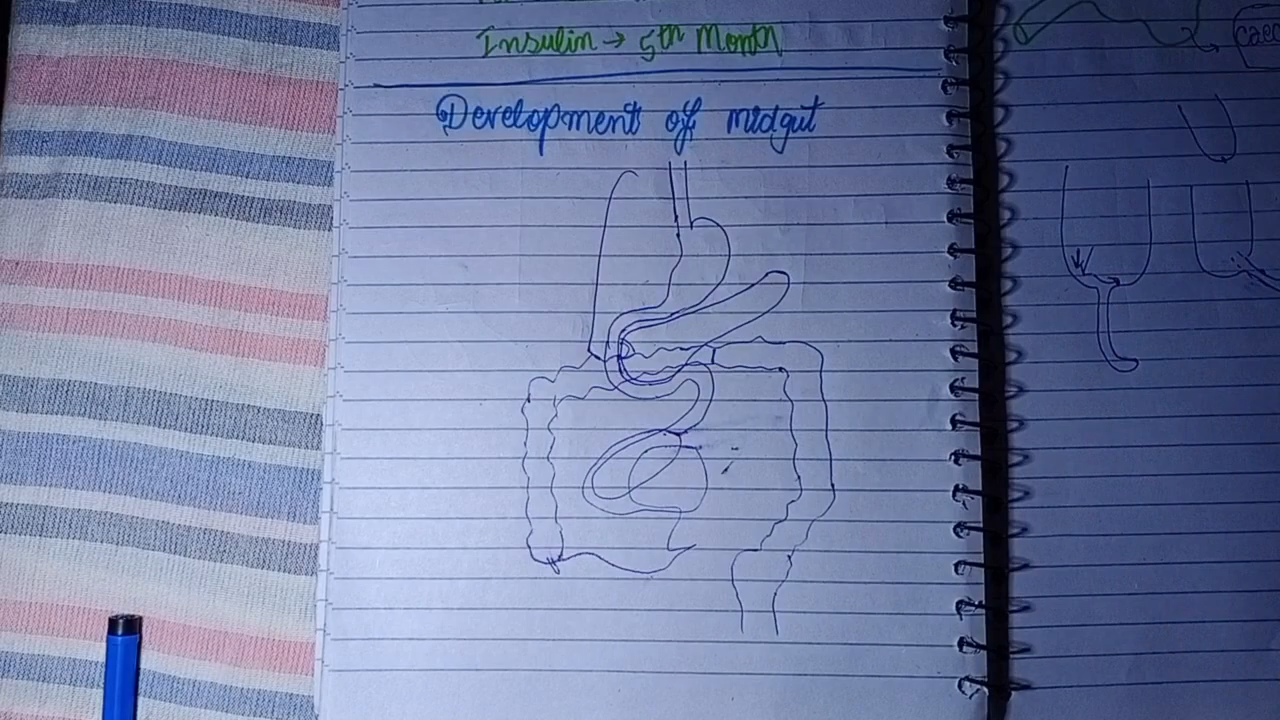 Insulin → 5th Month
Development of midgut